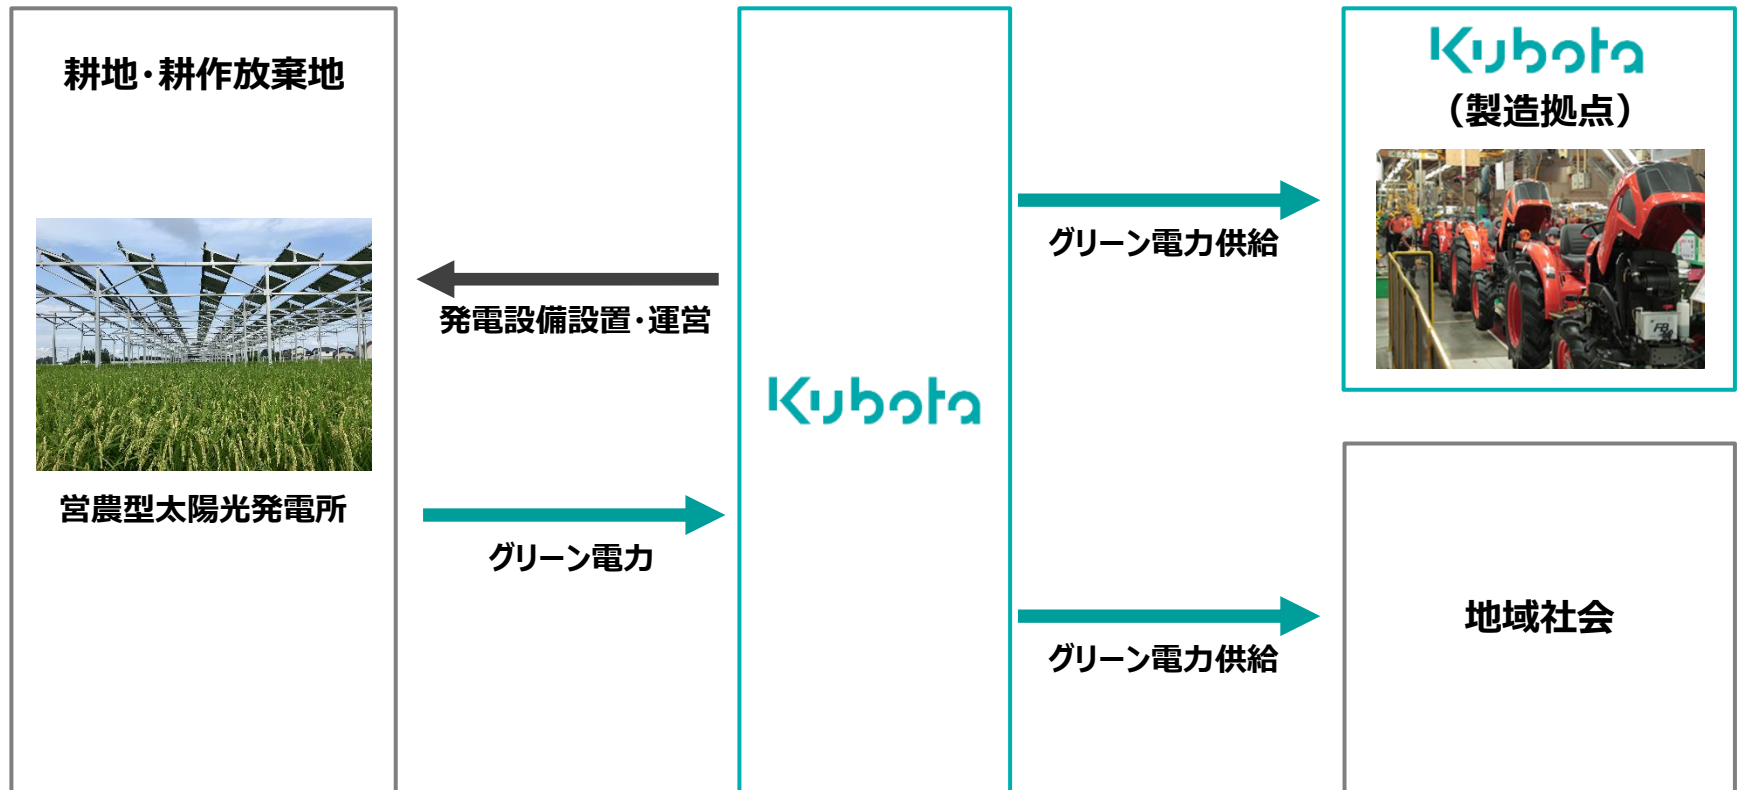 耕地・耕作放棄地
営農型太陽光発電所
発電設備設置・運営
グリーン電力
Kubota
グリーン電力供給
グリーン電力供給
Kubota
（製造拠点）
地域社会